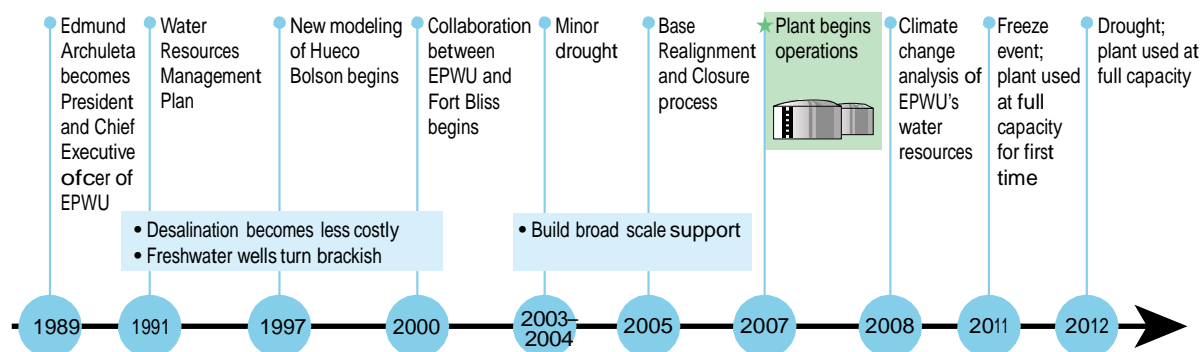 Edmund
Archuleta
becomes
President
and Chief
Executive
ofcer of
EPWU
Water
Resources
Management
Plan
New modeling
of Hueco
Bolson begins
Collaboration
between
EPWU and
Fort Bliss
begins
Minor
drought
Base
Realignment
and Closure
process
Plant begins
operations
Climate
change
analysis of
EPWU's
water
resources
Freeze
event;
plant used
at full
capacity
for first
time
Drought;
plant used at
full capacity
• Desalination becomes less costly
• Freshwater wells turn brackish
• Build broad scale support
1989
1991
1997
2000
2003–
2004
2005
2007
2008
2011
2012